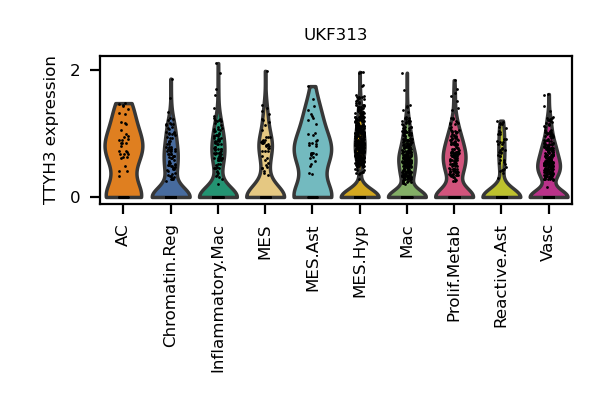 UKF313
TTYH3 expression
2
0
AC
Chromatin.Reg
Inflammatory.Mac
MES
MES.Ast
MES.Hyp
Mac
Prolif.Metab
Reactive.Ast
Vasc